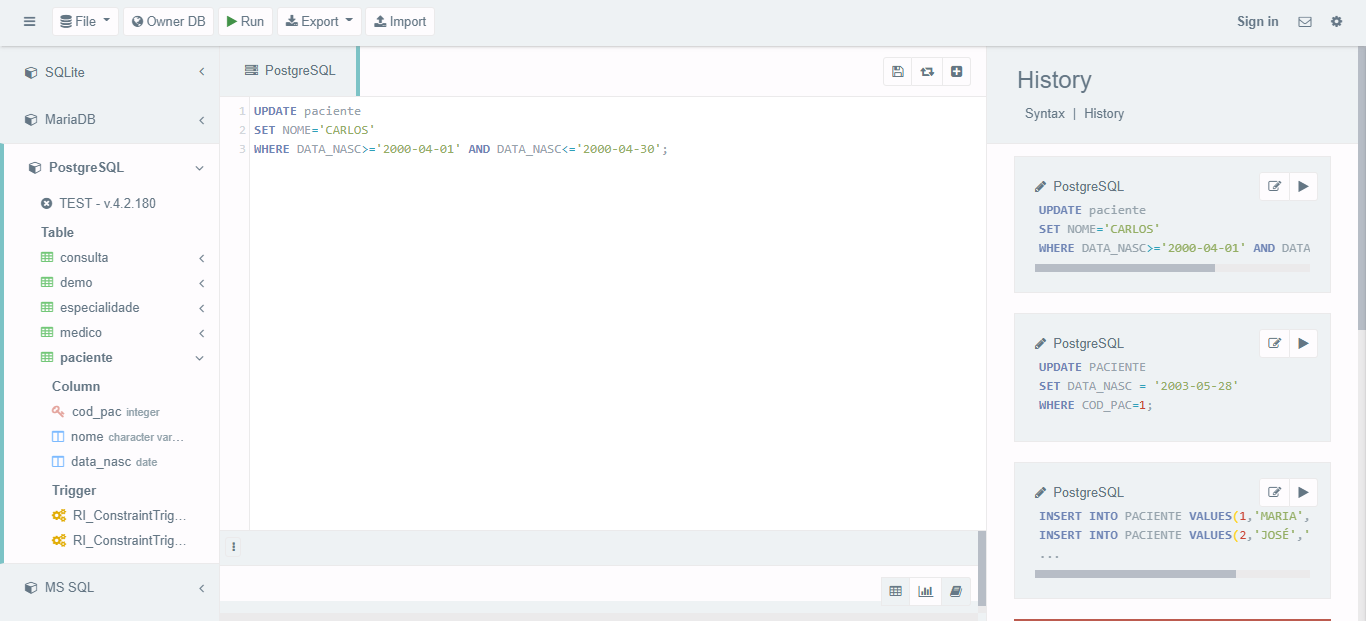 File Owner DB Run Export Import Sign in
SQLite
MariaDB
PostgreSQL
TEST - v.4.2.180
Table
consulta
demo
especialidade
medico
paciente
Column
cod_pac integer
nome character var...
data_nasc date
Trigger
RI_ConstraintTrig...
RI_ConstraintTrig...
MS SQL
PostgreSQL
1 UPDATE paciente
2 SET NOME='CARLOS'
3 WHERE DATA_NASC>='2000-04-01' AND DATA_NASC<='2000-04-30';
History
Syntax | History
PostgreSQL
UPDATE paciente
SET NOME='CARLOS'
WHERE DATA_NASC>='2000-04-01' AND DATA
PostgreSQL
UPDATE PACIENTE
SET DATA_NASC = '2003-05-28'
WHERE COD_PAC=1;
PostgreSQL
INSERT INTO PACIENTE VALUES(1,'MARIA',
INSERT INTO PACIENTE VALUES(2,'JOSÉ','
...